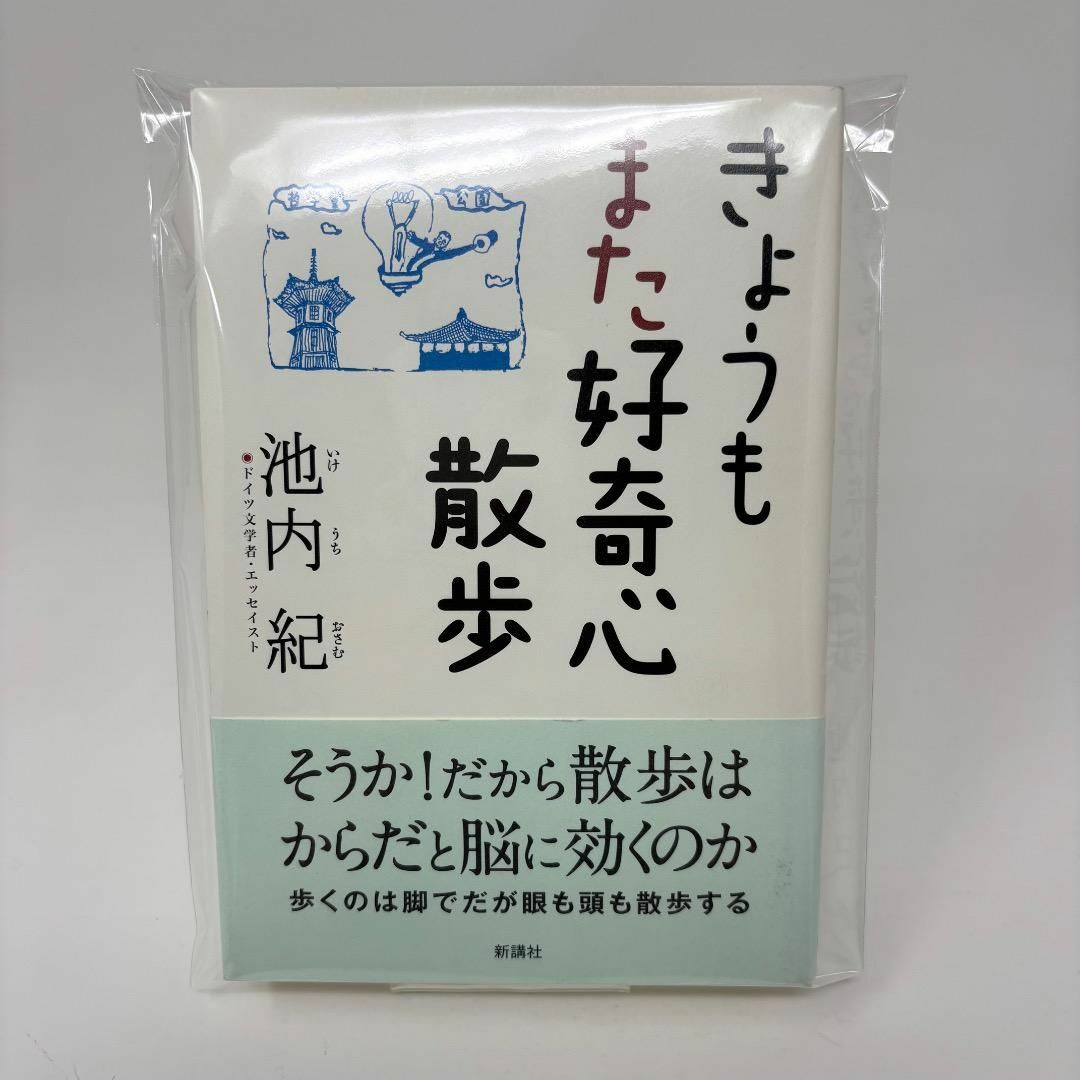 きょうも
また好奇心
散歩
哲学堂
公園
池内紀
いけ
うち
おさむ
◉ドイツ文学者・エッセイスト
そうか!だから散歩は
からだと脳に効くのか
歩くのは脚でだが眼も頭も散歩する
新講社